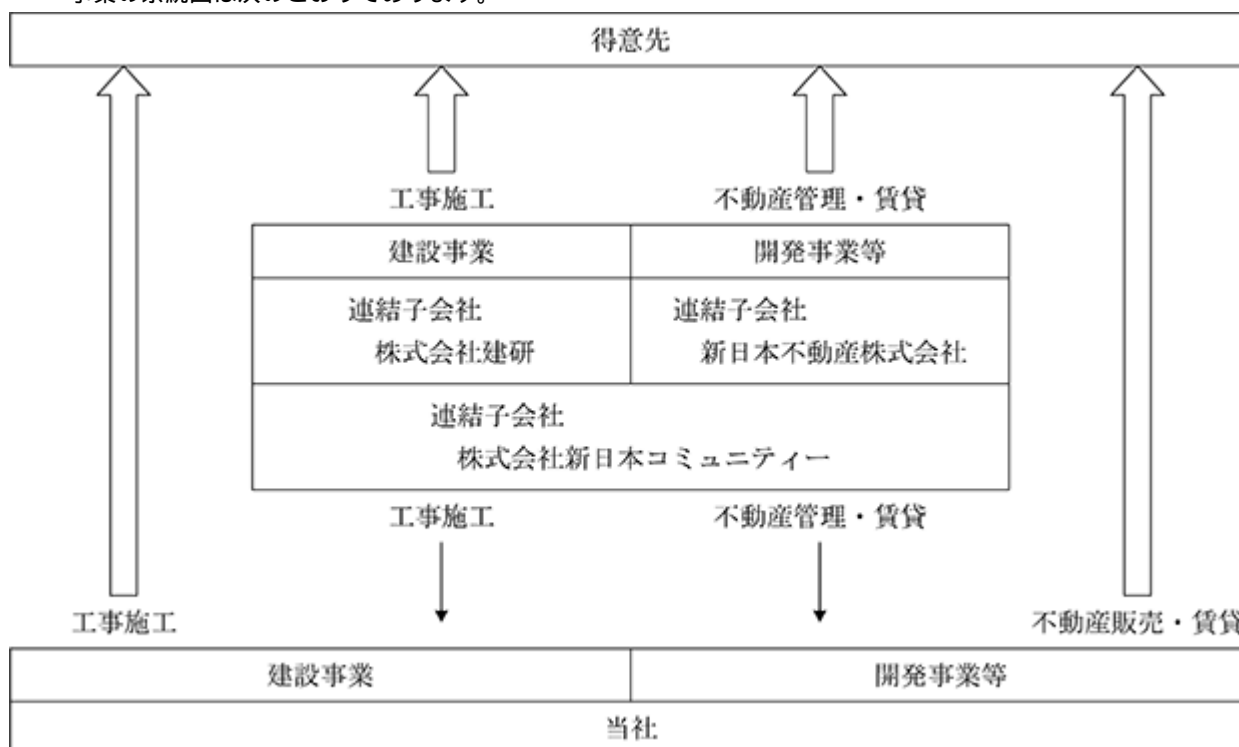 事業の系統図は次のとおりであります。
得意先
工事施工 不動産管理・賃貸
建設事業 開発事業等
連結子会社 連結子会社
株式会社建研 新日本不動産株式会社
連結子会社
株式会社新日本コミュニティー
工事施工 不動産管理・賃貸
工事施工 不動産販売・賃貸
建設事業 開発事業等
当社